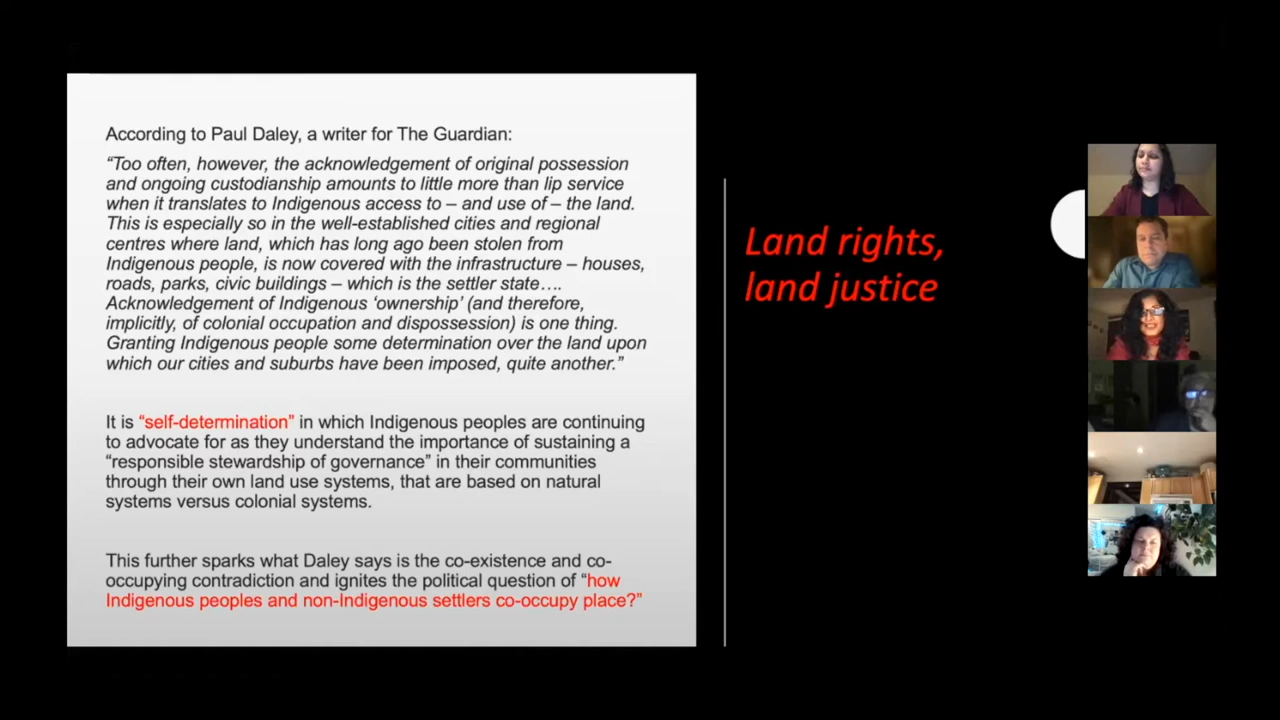 According to Paul Daley, a writer for The Guardian:
“Too often, however, the acknowledgement of original possession
and ongoing custodianship amounts to little more than lip service
when it translates to Indigenous access to – and use of – the land.
This is especially so in the well-established cities and regional
centres where land, which has long ago been stolen from
Indigenous people, is now covered with the infrastructure – houses,
roads, parks, civic buildings – which is the settler state….
Acknowledgement of Indigenous ‘ownership’ (and therefore,
implicitly, of colonial occupation and dispossession) is one thing.
Granting Indigenous people some determination over the land upon
which our cities and suburbs have been imposed, quite another.”
It is “self-determination” in which Indigenous peoples are continuing
to advocate for as they understand the importance of sustaining a
“responsible stewardship of governance” in their communities
through their own land use systems, that are based on natural
systems versus colonial systems.
This further sparks what Daley says is the co-existence and co-
occupying contradiction and ignites the political question of “how
Indigenous peoples and non-Indigenous settlers co-occupy place?”
Land rights,
land justice